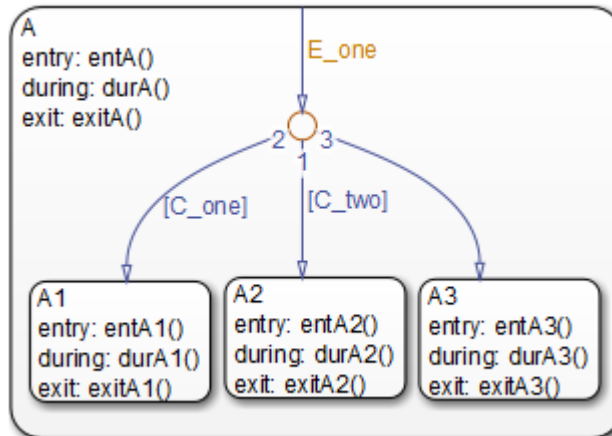 A
entry: entA()
during: durA()
exit: exitA()
E_one
2
1
3
[C_one]
[C_two]
A1
entry: entA1()
during: durA1()
exit: exitA1()
A2
entry: entA2()
during: durA2()
exit: exitA2()
A3
entry: entA3()
during: durA3()
exit: exitA3()